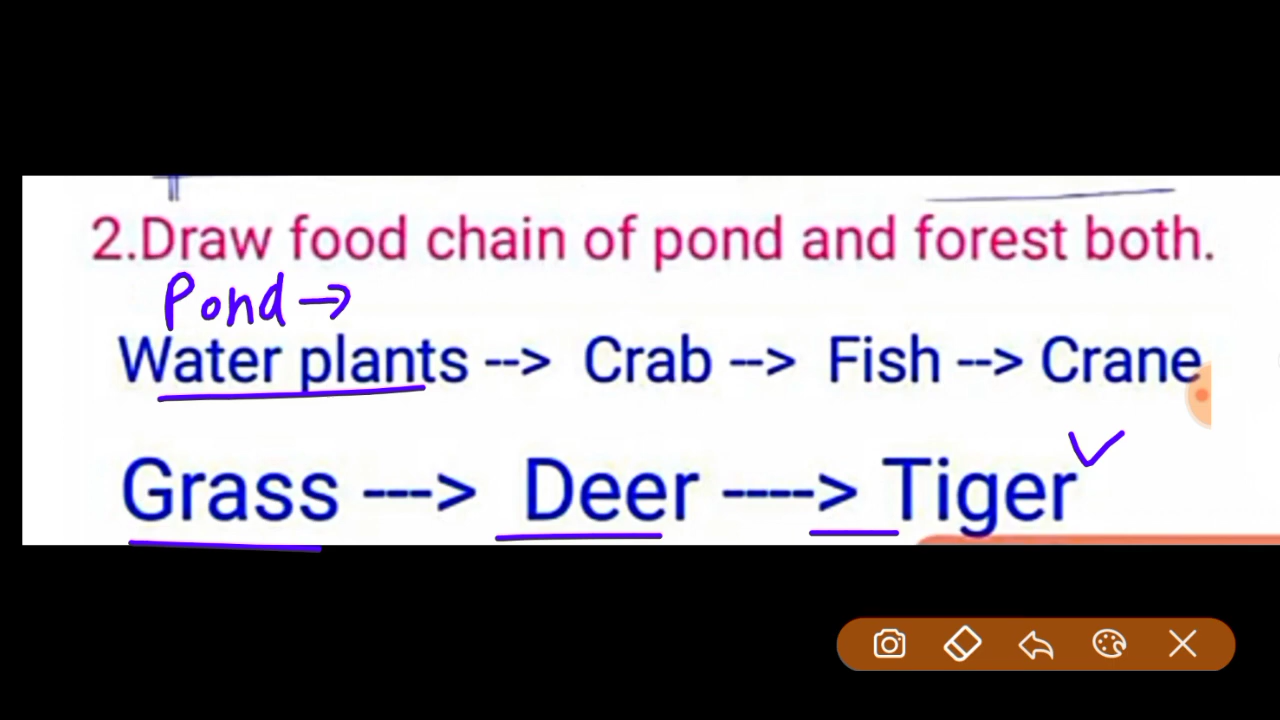 2.Draw food chain of pond and forest both.
Pond →
Water plants --> Crab --> Fish --> Crane
Grass ---> Deer ----> Tiger